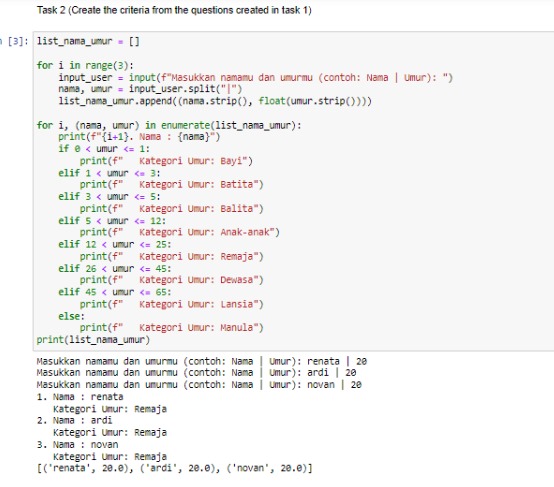 Task 2 (Create the criteria from the questions created in task 1)
[3]:
list_nama_umur = []
for i in range(3):
    input_user = input(f"Masukkan namamu dan umurmu (contoh: Nama | Umur): ")
    nama, umur = input_user.split("|")
    list_nama_umur.append((nama.strip(), float(umur.strip())))
for i, (nama, umur) in enumerate(list_nama_umur):
    print(f"{i+1}. Nama : {nama}")
    if 0 < umur <= 1:
        print(f"   Kategori Umur: Bayi")
    elif 1 < umur <= 3:
        print(f"   Kategori Umur: Batita")
    elif 3 < umur <= 5:
        print(f"   Kategori Umur: Balita")
    elif 5 < umur <= 12:
        print(f"   Kategori Umur: Anak-anak")
    elif 12 < umur <= 25:
        print(f"   Kategori Umur: Remaja")
    elif 26 < umur <= 45:
        print(f"   Kategori Umur: Dewasa")
    elif 45 < umur <= 65:
        print(f"   Kategori Umur: Lansia")
    else:
        print(f"   Kategori Umur: Manula")
print(list_nama_umur)
Masukkan namamu dan umurmu (contoh: Nama | Umur): renata | 20
Masukkan namamu dan umurmu (contoh: Nama | Umur): ardi | 20
Masukkan namamu dan umurmu (contoh: Nama | Umur): novan | 20
1. Nama : renata
   Kategori Umur: Remaja
2. Nama : ardi
   Kategori Umur: Remaja
3. Nama : novan
   Kategori Umur: Remaja
[('renata', 20.0), ('ardi', 20.0), ('novan', 20.0)]